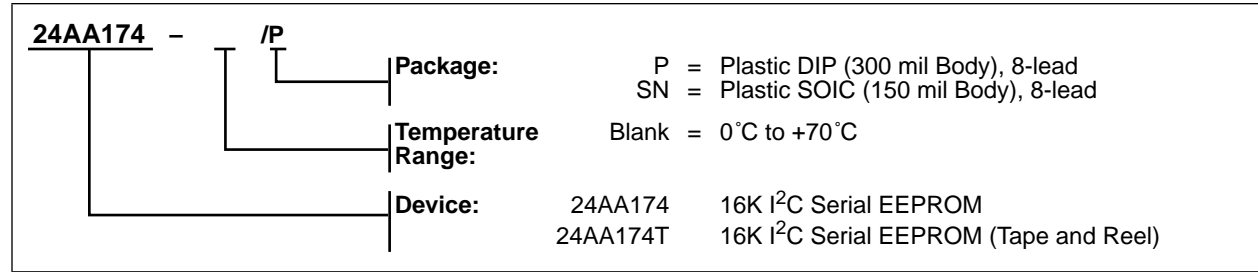 24AA174 – _ /P
Package: P = Plastic DIP (300 mil Body), 8-lead
SN = Plastic SOIC (150 mil Body), 8-lead
Temperature Blank = 0˚C to +70˚C
Range:
Device: 24AA174 16K I²C Serial EEPROM
24AA174T 16K I²C Serial EEPROM (Tape and Reel)